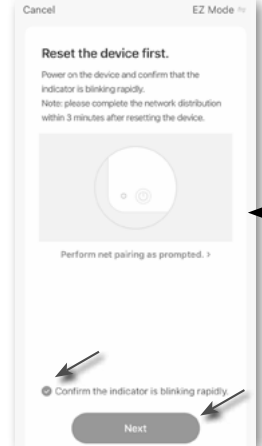 Cancel EZ Mode
Reset the device first.
Power on the device and confirm that the
indicator is blinking rapidly.
Note: please complete the network distribution
within 3 minutes after resetting the device.
Perform net pairing as prompted. >
Confirm the indicator is blinking rapidly.
Next